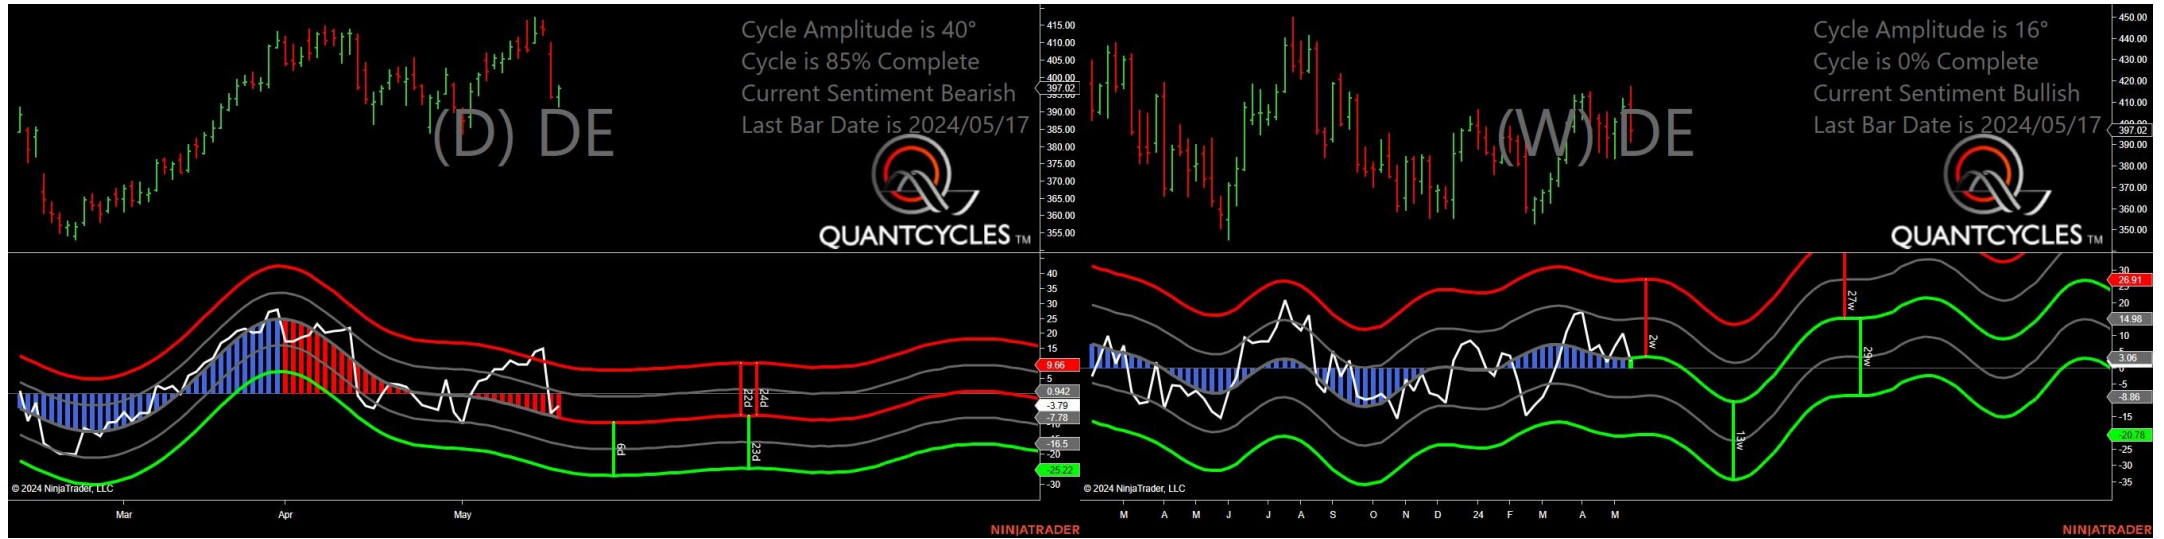 Cycle Amplitude is 40°
Cycle is 85% Complete
Current Sentiment Bearish
Last Bar Date is 2024/05/17
(D) DE
QUANTCYCLES TM
415.00
410.00
405.00
400.00
397.02
390.00
385.00
380.00
375.00
370.00
365.00
360.00
355.00
40
35
30
25
20
15
9.66
5
0.942
-3.79
-7.78
-16.5
-20
-25.22
-30
22d
24d
6d
23d
© 2024 NinjaTrader, LLC
Mar
Apr
May
NINJATRADER
Cycle Amplitude is 16°
Cycle is 0% Complete
Current Sentiment Bullish
Last Bar Date is 2024/05/17
(W) DE
QUANTCYCLES TM
450.00
440.00
430.00
420.00
410.00
397.02
390.00
380.00
370.00
360.00
350.00
30
26.91
20
14.98
10
3.06
-5
-8.86
-15
-20.78
-25
-30
-35
2w
27w
29w
13w
© 2024 NinjaTrader, LLC
M
A
M
J
J
A
S
O
N
D
24
F
M
A
M
NINJATRADER